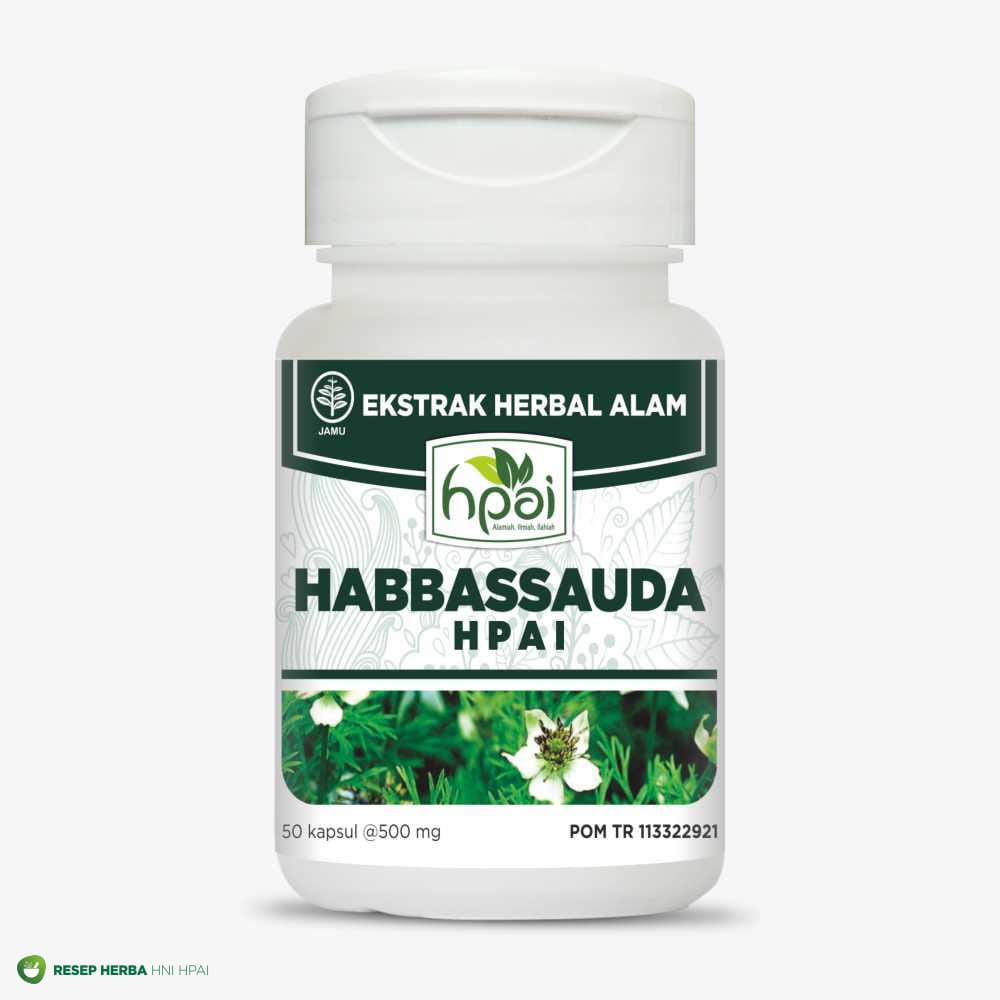 EKSTRAK HERBAL ALAM
JAMU
hpai
Alamiah, Ilmiah, Ilahiah
HABBASSAUDA
HPAI
50 kapsul @500 mg
POM TR 113322921
RESEP HERBA HNI HPAI